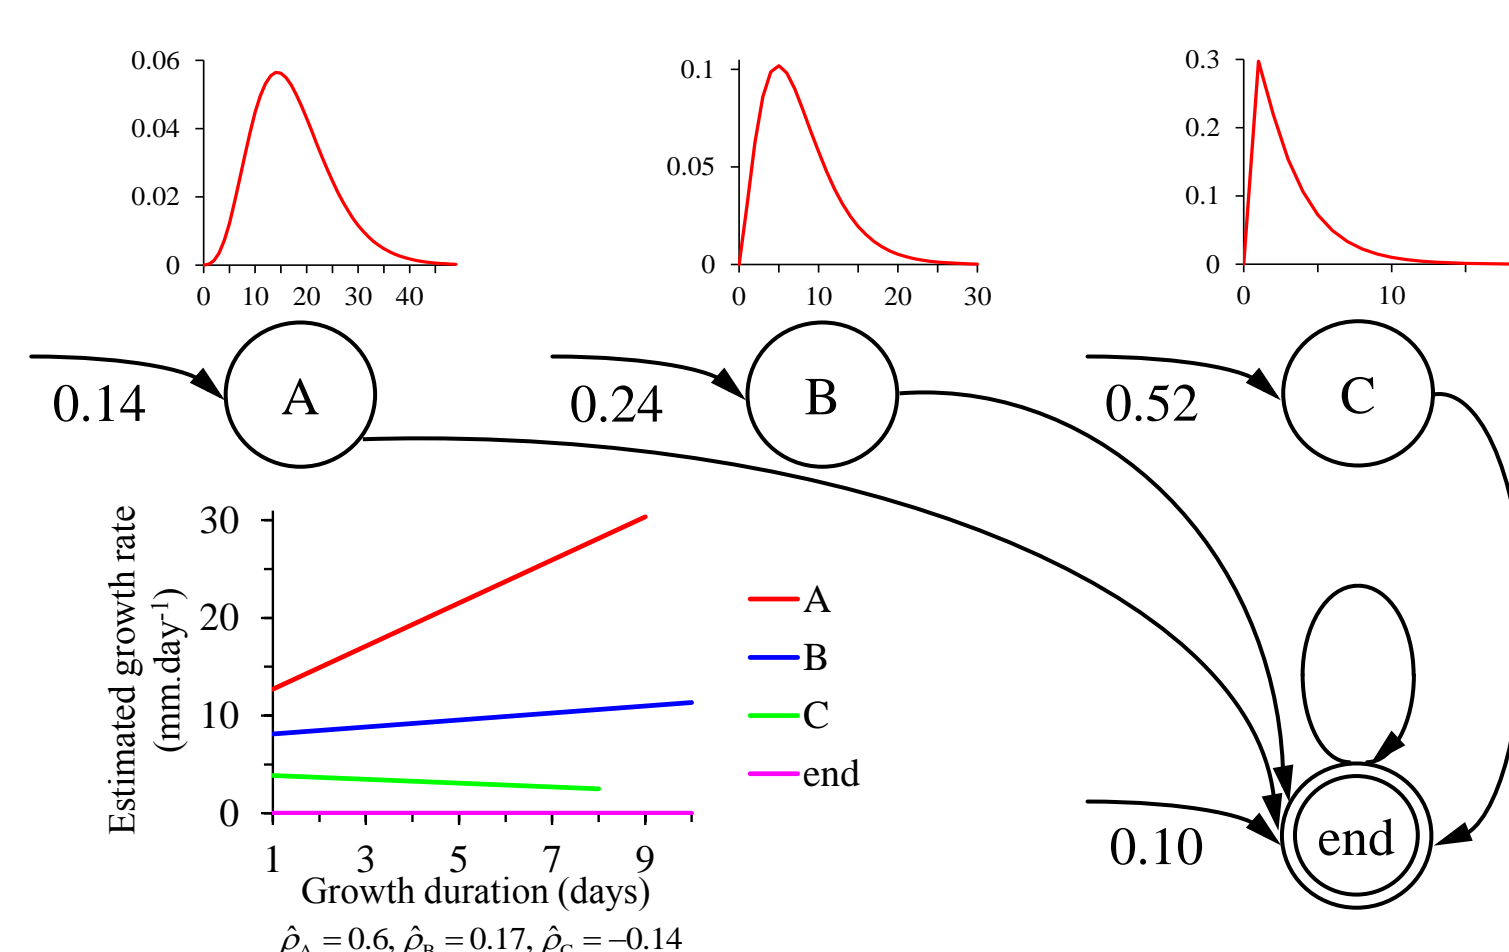 0.06
0.04
0.02
0
0 10 20 30 40
0.1
0.05
0
0 10 20 30
0.3
0.2
0.1
0
0 10
0.14
A
0.24
B
0.52
C
Estimated growth rate
(mm.day⁻¹)
30
20
10
0
1 3 5 7 9
Growth duration (days)
A
B
C
end
0.10
end
ρ̂_A = 0.6, ρ̂_B = 0.17, ρ̂_C = −0.14